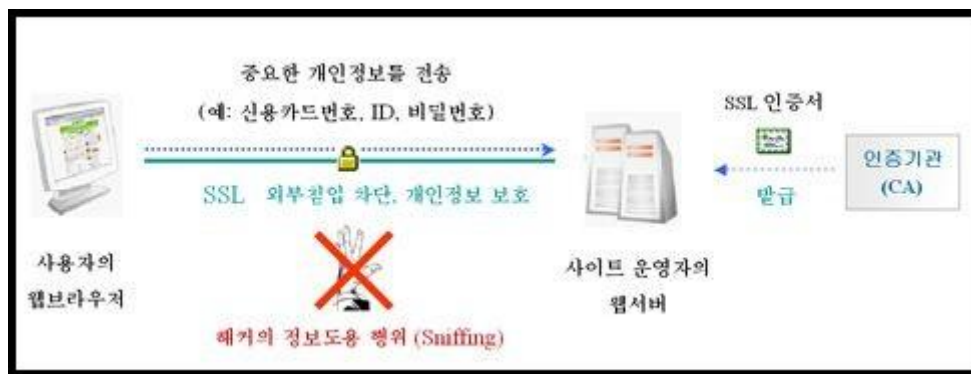 중요한 개인정보를 전송
(예: 신용카드번호, ID, 비밀번호)
SSL 외부침입 차단, 개인정보 보호
사용자의
웹브라우저
해커의 정보도용 행위 (Sniffing)
사이트 운영자의
웹서버
SSL 인증서
발급
인증기관
(CA)